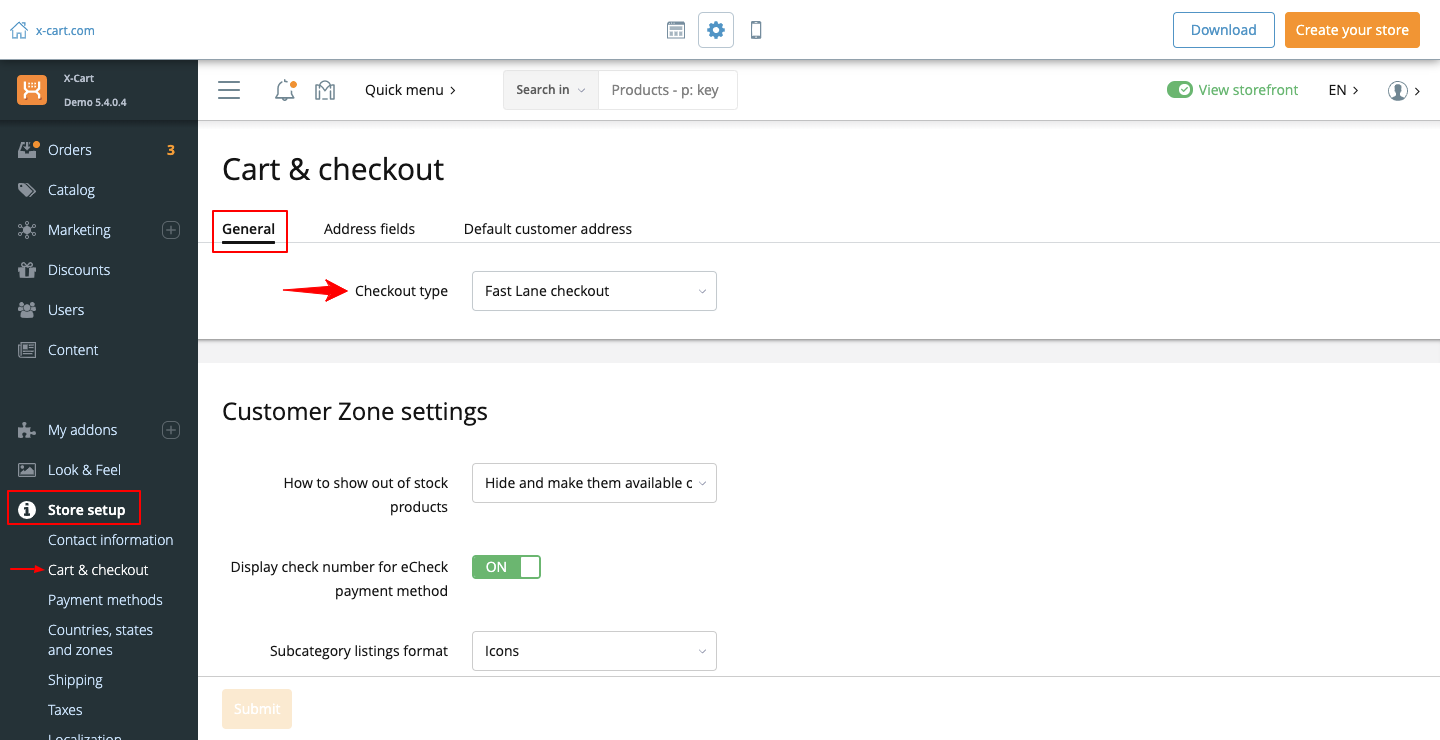 x-cart.com
Download
Create your store
X-Cart
Demo 5.4.0.4
Quick menu
Search in
Products - p: key
View storefront
EN
Orders 3
Catalog
Marketing
Discounts
Users
Content
My addons
Look & Feel
Store setup
Contact information
Cart & checkout
Payment methods
Countries, states
and zones
Shipping
Taxes
Localization
Cart & checkout
General
Address fields
Default customer address
Checkout type
Fast Lane checkout
Customer Zone settings
How to show out of stock
products
Hide and make them available
Display check number for eCheck
payment method
ON
Subcategory listings format
Icons
Submit